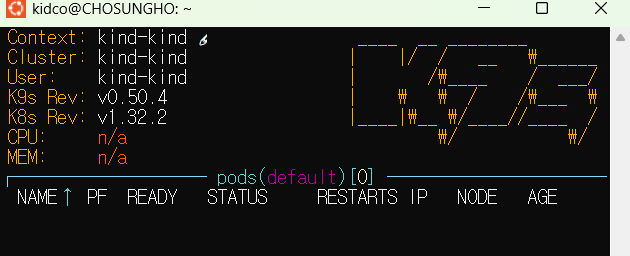 kidco@CHOSUNGHO: ~
Context: kind-kind
Cluster: kind-kind
User: kind-kind
K9s Rev: v0.50.4
K8s Rev: v1.32.2
CPU: n/a
MEM: n/a
pods(default)[0]
NAME↑ PF READY STATUS RESTARTS IP NODE AGE